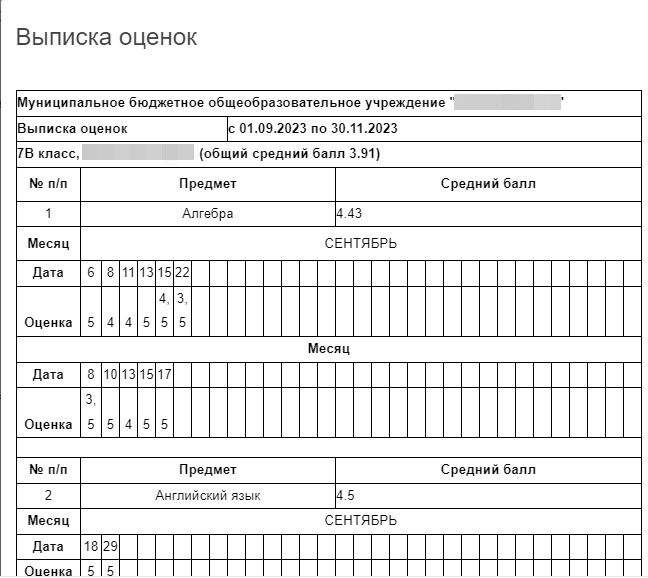 Выписка оценок
Муниципальное бюджетное общеобразовательное учреждение " "
Выписка оценок с 01.09.2023 по 30.11.2023
7В класс, (общий средний балл 3.91)
№ п/п Предмет Средний балл
1 Алгебра 4.43
Месяц СЕНТЯБРЬ
Дата 6 8 11 13 15 22
4, 3,
Оценка 5 4 4 5 5 5
Месяц
Дата 8 10 13 15 17
3,
Оценка 5 5 4 5 5
№ п/п Предмет Средний балл
2 Английский язык 4.5
Месяц СЕНТЯБРЬ
Дата 18 29
Оценка 5 5